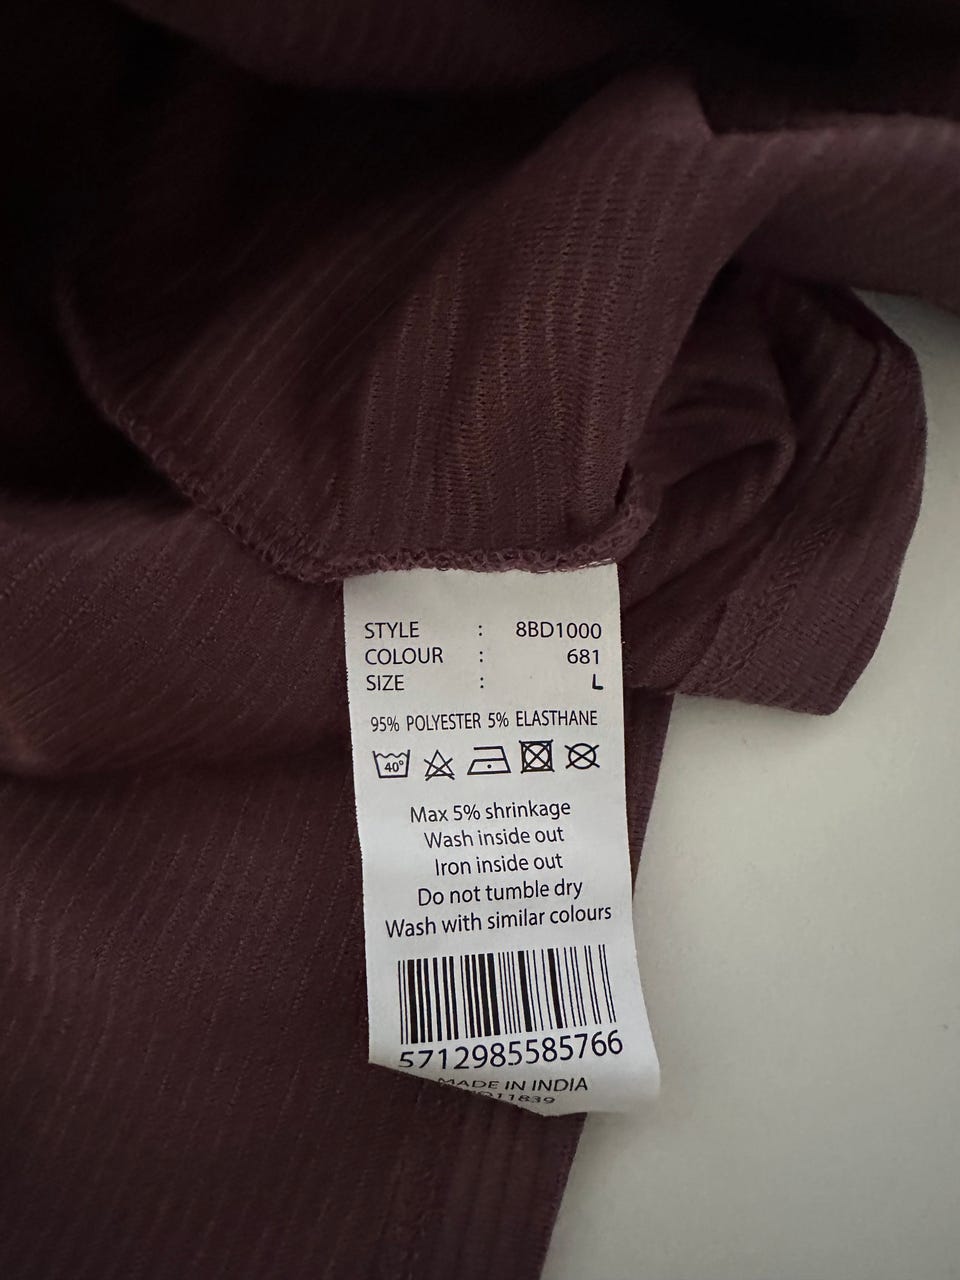 STYLE : 8BD1000
COLOUR : 681
SIZE : L
95% POLYESTER 5% ELASTHANE
40°
Max 5% shrinkage
Wash inside out
Iron inside out
Do not tumble dry
Wash with similar colours
5712985585766
MADE IN INDIA